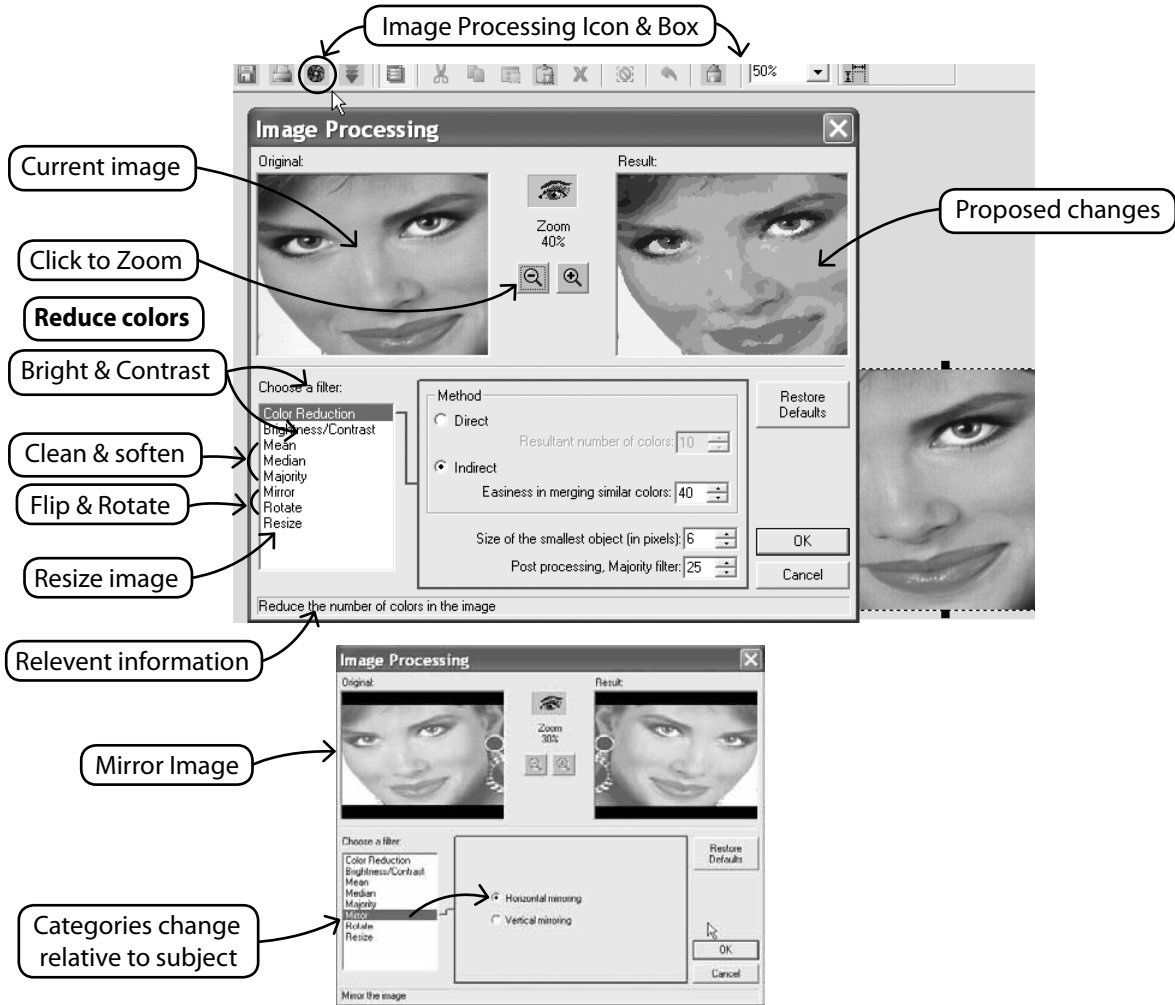 Image Processing Icon & Box
50%
Image Processing
Original:
Result:
Current image
Proposed changes
Zoom
40%
Click to Zoom
Reduce colors
Bright & Contrast
Choose a filter:
Color Reduction
Brightness/Contrast
Mean
Median
Majority
Mirror
Rotate
Resize
Clean & soften
Flip & Rotate
Resize image
Method
Direct
Resultant number of colors: 10
Indirect
Easiness in merging similar colors: 40
Size of the smallest object (in pixels): 6
Post processing, Majority filter: 25
Restore
Defaults
OK
Cancel
Reduce the number of colors in the image
Relevent information
Image Processing
Original:
Result:
Zoom
30%
Mirror Image
Choose a filter:
Color Reduction
Brightness/Contrast
Mean
Median
Majority
Mirror
Rotate
Resize
Horizontal mirroring
Vertical mirroring
Restore
Defaults
OK
Cancel
Categories change
relative to subject
Mirror the image